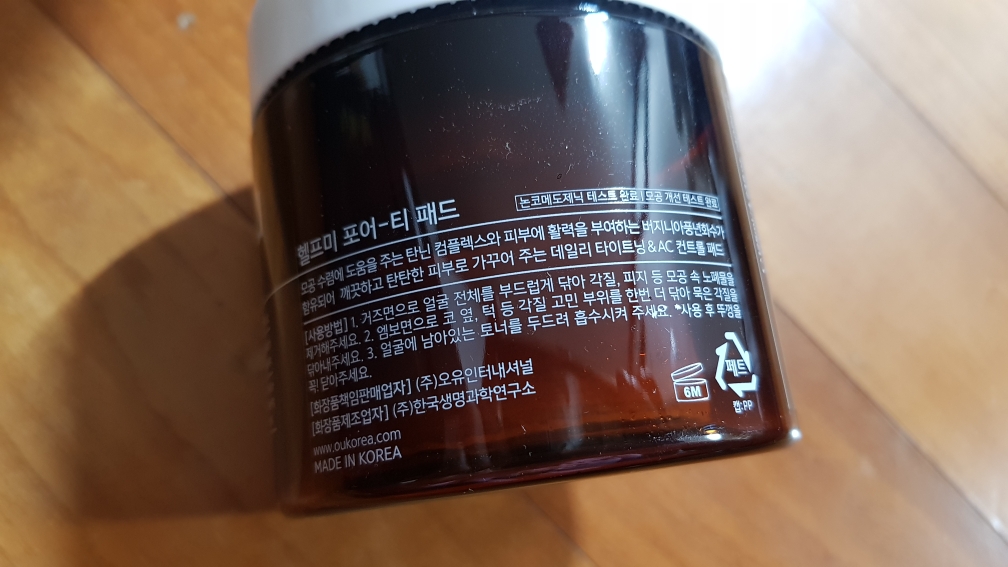 헬프미 포어-티 패드
논코메도제닉 테스트 완료 | 모공 개선 테스트 완료
모공 수렴에 도움을 주는 탄닌 컴플렉스와 피부에 활력을 부여하는 버지니아풍년화수가
함유되어 깨끗하고 탄탄한 피부로 가꾸어 주는 데일리 타이트닝&AC 컨트롤 패드
[사용방법] 1. 거즈면으로 얼굴 전체를 부드럽게 닦아 각질, 피지 등 모공 속 노폐물을
제거해주세요. 2. 엠보면으로 코 옆, 턱 등 각질 고민 부위를 한번 더 닦아 묵은 각질을
닦아내주세요. 3. 얼굴에 남아있는 토너를 두드려 흡수시켜 주세요. *사용 후 뚜껑을
꼭! 닫아주세요.
[화장품책임판매업자] (주)오유인터내셔널
[화장품제조업자] (주)한국생명과학연구소
www.oukorea.com
MADE IN KOREA
6M
페트
캡: PP